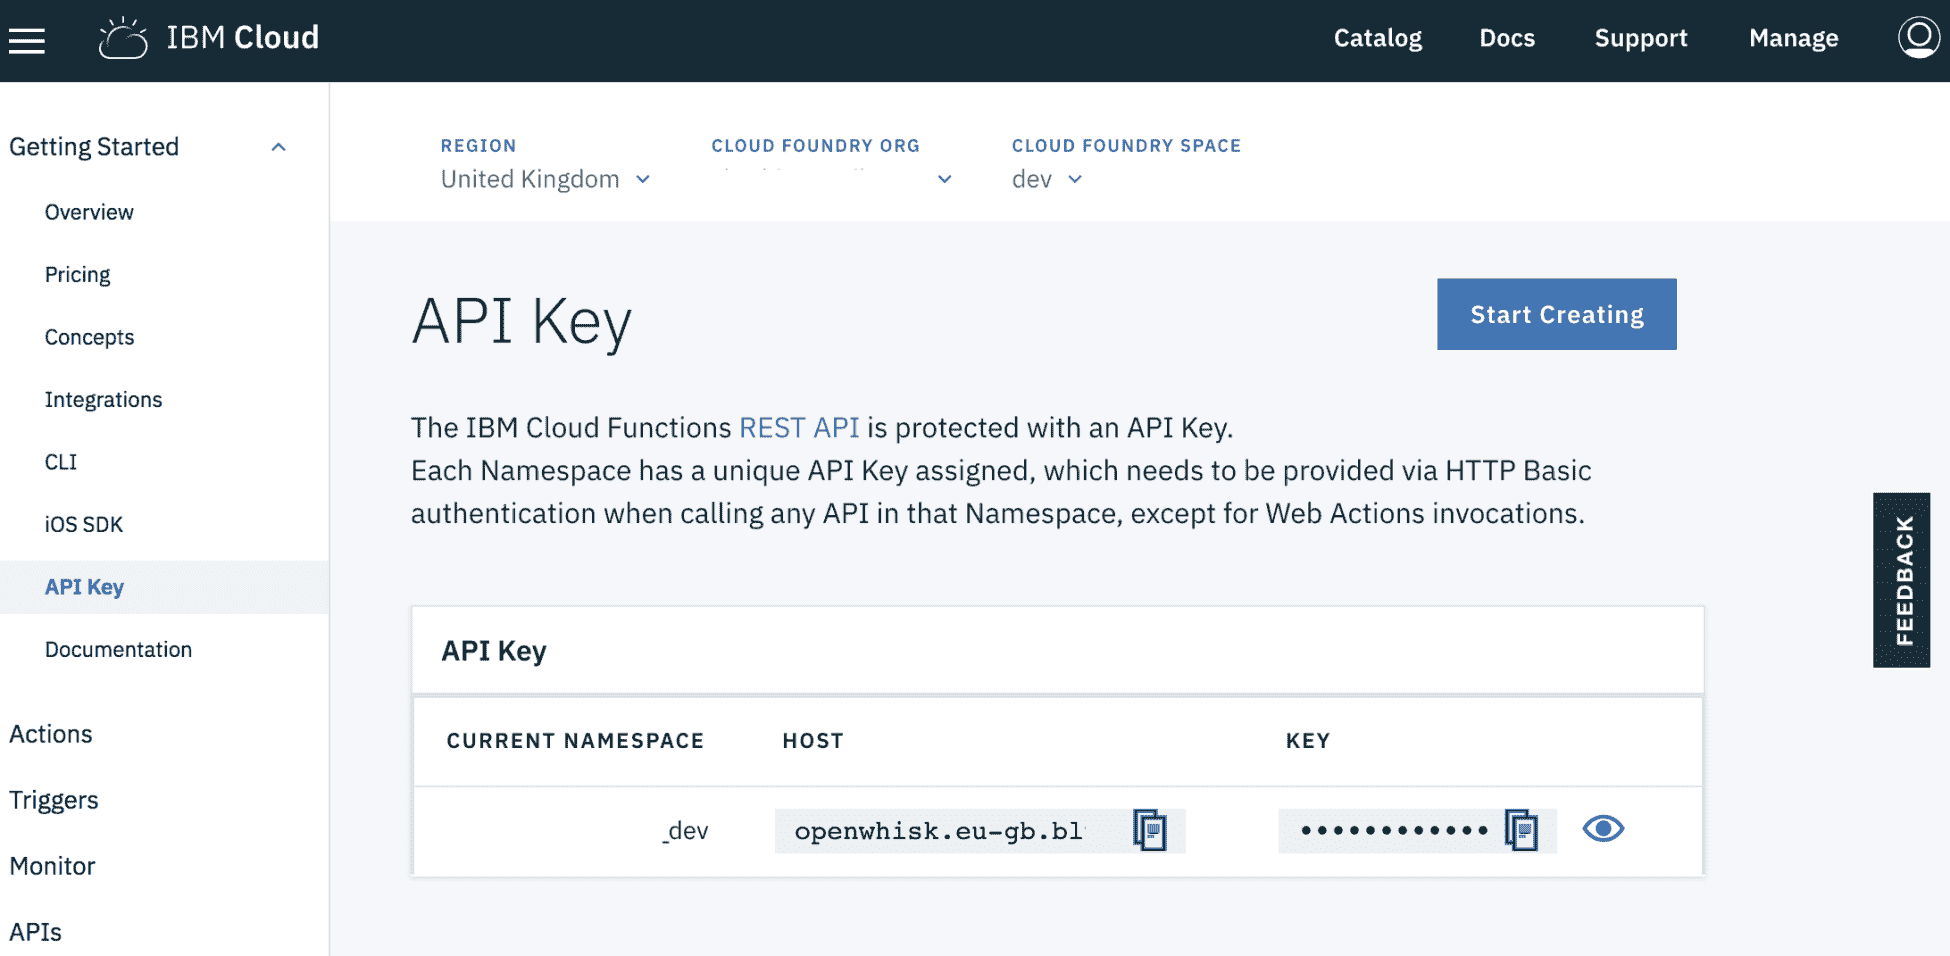 IBM Cloud
Catalog
Docs
Support
Manage
Getting Started
Overview
Pricing
Concepts
Integrations
CLI
iOS SDK
API Key
Documentation
Actions
Triggers
Monitor
APIs
REGION
United Kingdom
CLOUD FOUNDRY ORG
CLOUD FOUNDRY SPACE
dev
API Key
Start Creating
The IBM Cloud Functions REST API is protected with an API Key.
Each Namespace has a unique API Key assigned, which needs to be provided via HTTP Basic
authentication when calling any API in that Namespace, except for Web Actions invocations.
API Key
CURRENT NAMESPACE
HOST
KEY
_dev
openwhisk.eu-gb.bl
••••••••••••
FEEDBACK